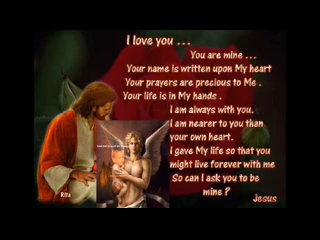 I love you ...
You are mine ...
Your name is written upon My heart
Your prayers are precious to Me .
Your life is in My hands .
I am always with you.
I am nearer to you than
your own heart.
I gave My life so that you
might live forever with me
So can I ask you to be
mine ?
Jesus
Rita